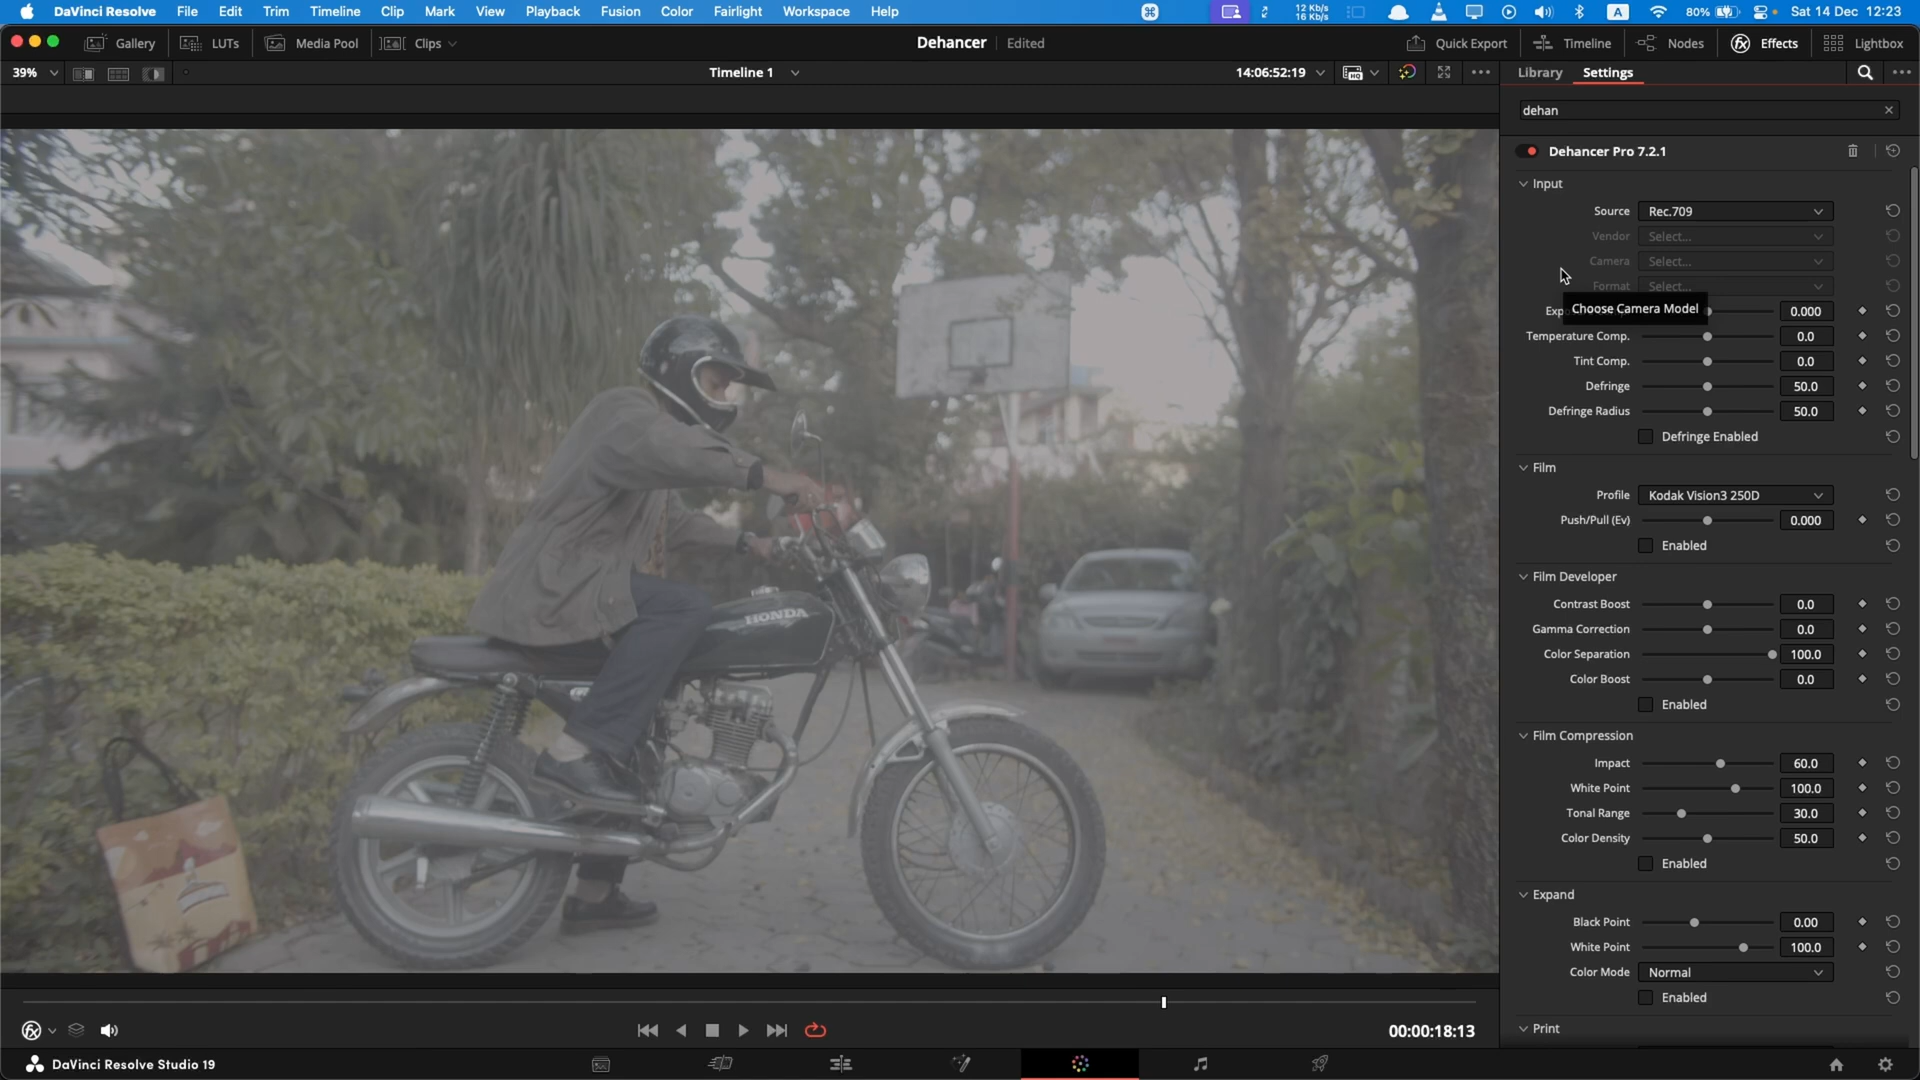 DaVinci Resolve File Edit Trim Timeline Clip Mark View Playback Fusion Color Fairlight Workspace Help 12 Kb/s 16 Kb/s A 80% Sat 14 Dec 12:23
Gallery LUTs Media Pool Clips Dehancer Edited Quick Export Timeline Nodes Effects Lightbox
39% Timeline 1 14:06:52:19 HQ Library Settings
dehan
Dehancer Pro 7.2.1
Input
Source Rec.709
Vendor Select...
Camera Select...
Format Select...
Choose Camera Model
0.000
Temperature Comp. 0.0
Tint Comp. 0.0
Defringe 50.0
Defringe Radius 50.0
Defringe Enabled
Film
Profile Kodak Vision3 250D
Push/Pull (Ev) 0.000
Enabled
Film Developer
Contrast Boost 0.0
Gamma Correction 0.0
Color Separation 100.0
Color Boost 0.0
Enabled
Film Compression
Impact 60.0
White Point 100.0
Tonal Range 30.0
Color Density 50.0
Enabled
Expand
Black Point 0.00
White Point 100.0
Color Mode Normal
Enabled
Print
HONDA
00:00:18:13
DaVinci Resolve Studio 19